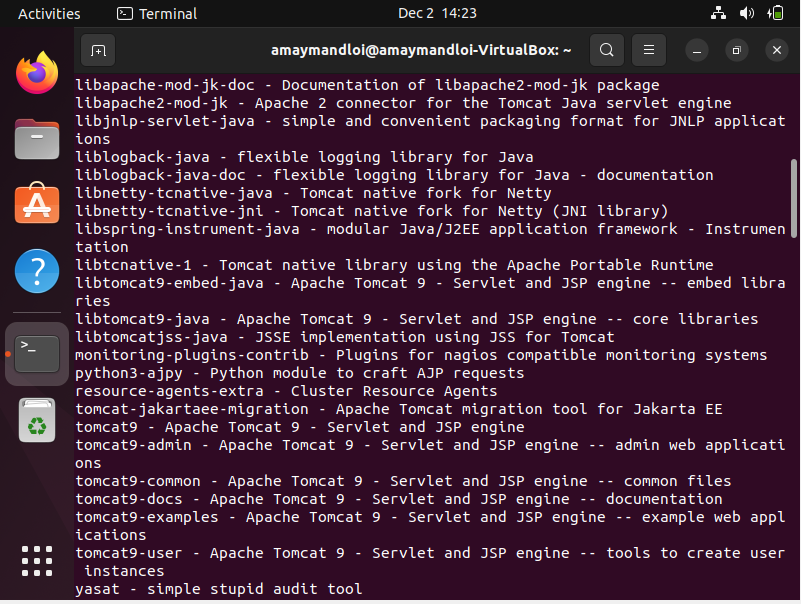 Activities
Terminal
Dec 2 14:23
amaymandloi@amaymandloi-VirtualBox: ~
libapache-mod-jk-doc - Documentation of libapache2-mod-jk package
libapache2-mod-jk - Apache 2 connector for the Tomcat Java servlet engine
libjnlp-servlet-java - simple and convenient packaging format for JNLP applicat
ions
liblogback-java - flexible logging library for Java
liblogback-java-doc - flexible logging library for Java - documentation
libnetty-tcnative-java - Tomcat native fork for Netty
libnetty-tcnative-jni - Tomcat native fork for Netty (JNI library)
libspring-instrument-java - modular Java/J2EE application framework - Instrumen
tation
libtcnative-1 - Tomcat native library using the Apache Portable Runtime
libtomcat9-embed-java - Apache Tomcat 9 - Servlet and JSP engine -- embed libra
ries
libtomcat9-java - Apache Tomcat 9 - Servlet and JSP engine -- core libraries
libtomcatjss-java - JSSE implementation using JSS for Tomcat
monitoring-plugins-contrib - Plugins for nagios compatible monitoring systems
python3-ajpy - Python module to craft AJP requests
resource-agents-extra - Cluster Resource Agents
tomcat-jakartaee-migration - Apache Tomcat migration tool for Jakarta EE
tomcat9 - Apache Tomcat 9 - Servlet and JSP engine
tomcat9-admin - Apache Tomcat 9 - Servlet and JSP engine -- admin web applicati
ons
tomcat9-common - Apache Tomcat 9 - Servlet and JSP engine -- common files
tomcat9-docs - Apache Tomcat 9 - Servlet and JSP engine -- documentation
tomcat9-examples - Apache Tomcat 9 - Servlet and JSP engine -- example web appl
ications
tomcat9-user - Apache Tomcat 9 - Servlet and JSP engine -- tools to create user
 instances
yasat - simple stupid audit tool